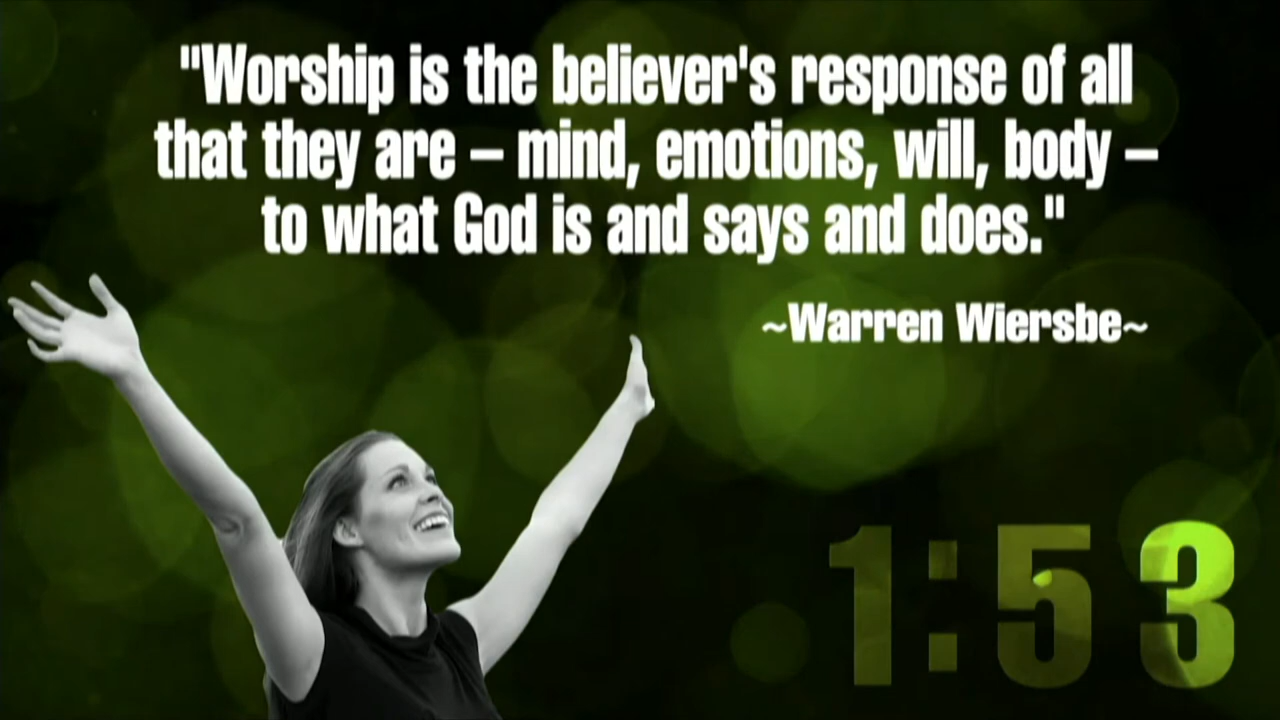 "Worship is the believer's response of all
that they are – mind, emotions, will, body –
to what God is and says and does."
~Warren Wiersbe~
1:53